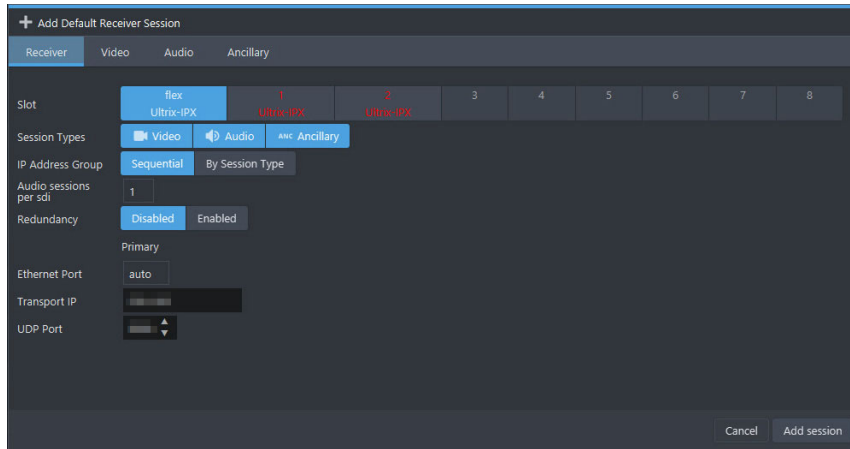 Add Default Receiver Session
Receiver Video Audio Ancillary
Slot flex 1 2 3 4 5 6 7 8
Ultrix-IPX Ultrix-IPX Ultrix-IPX
Session Types Video Audio ANC Ancillary
IP Address Group Sequential By Session Type
Audio sessions
per sdi 1
Redundancy Disabled Enabled
Primary
Ethernet Port auto
Transport IP
UDP Port
Cancel Add session